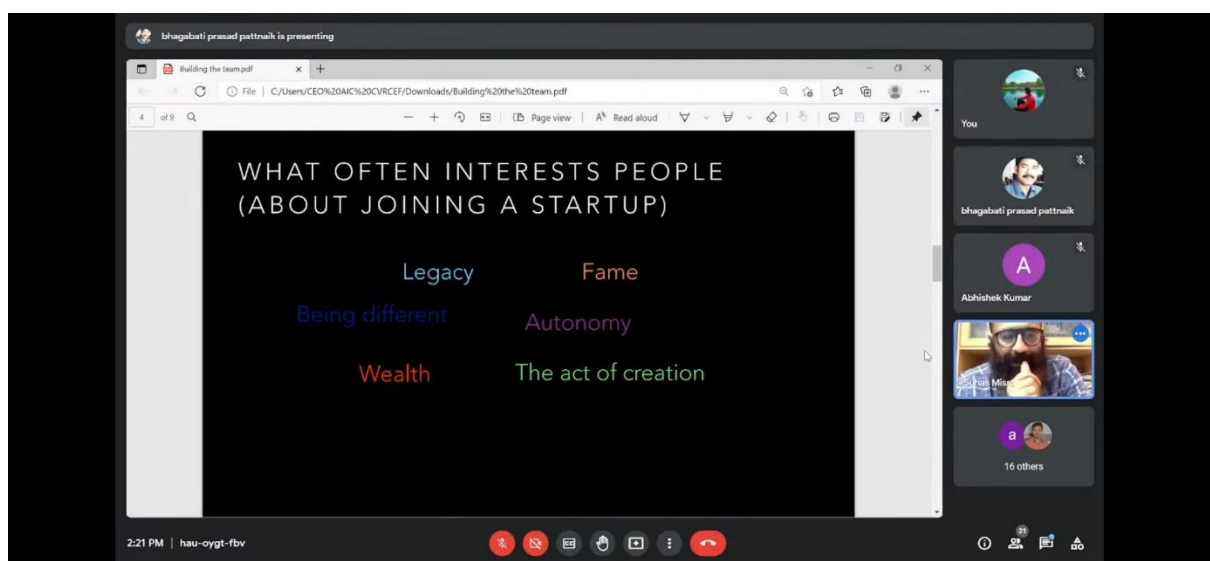 bhagabati prasad pattnaik is presenting
Building the team.pdf
File | C:/Users/CEO%20AIC%20CVRCEF/Downloads/Building%20the%20team.pdf
4 of 9
Page view | Read aloud
WHAT OFTEN INTERESTS PEOPLE
(ABOUT JOINING A STARTUP)
Legacy
Fame
Being different
Autonomy
Wealth
The act of creation
You
bhagabati prasad pattnaik
A
Abhishek Kumar
a
16 others
2:21 PM | hau-oygt-fbv
21